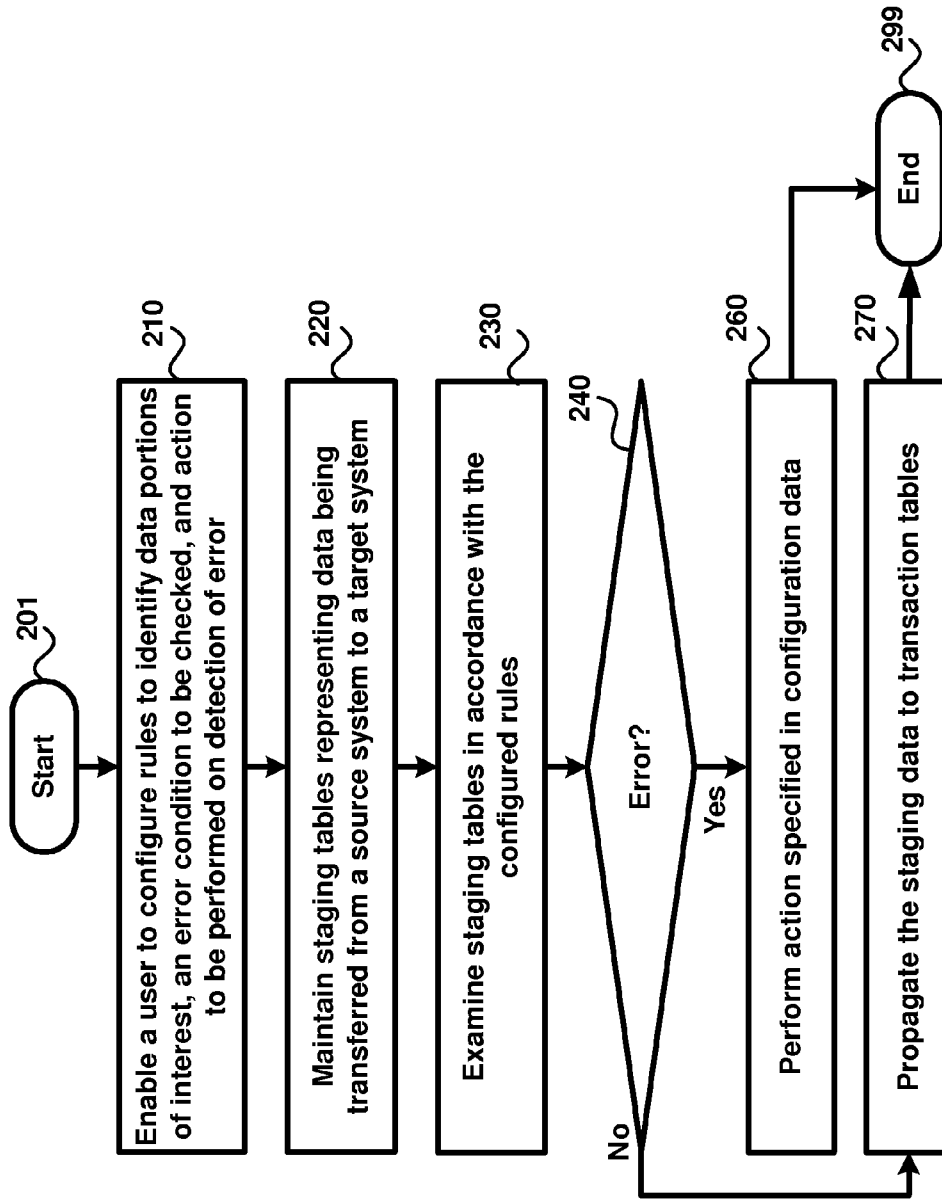 Start
201
Enable a user to configure rules to identify data portions
of interest, an error condition to be checked, and action
to be performed on detection of error
210
Maintain staging tables representing data being
transferred from a source system to a target system
220
Examine staging tables in accordance with the
configured rules
230
Error?
240
No
Yes
Perform action specified in configuration data
260
Propagate the staging data to transaction tables
270
End
299